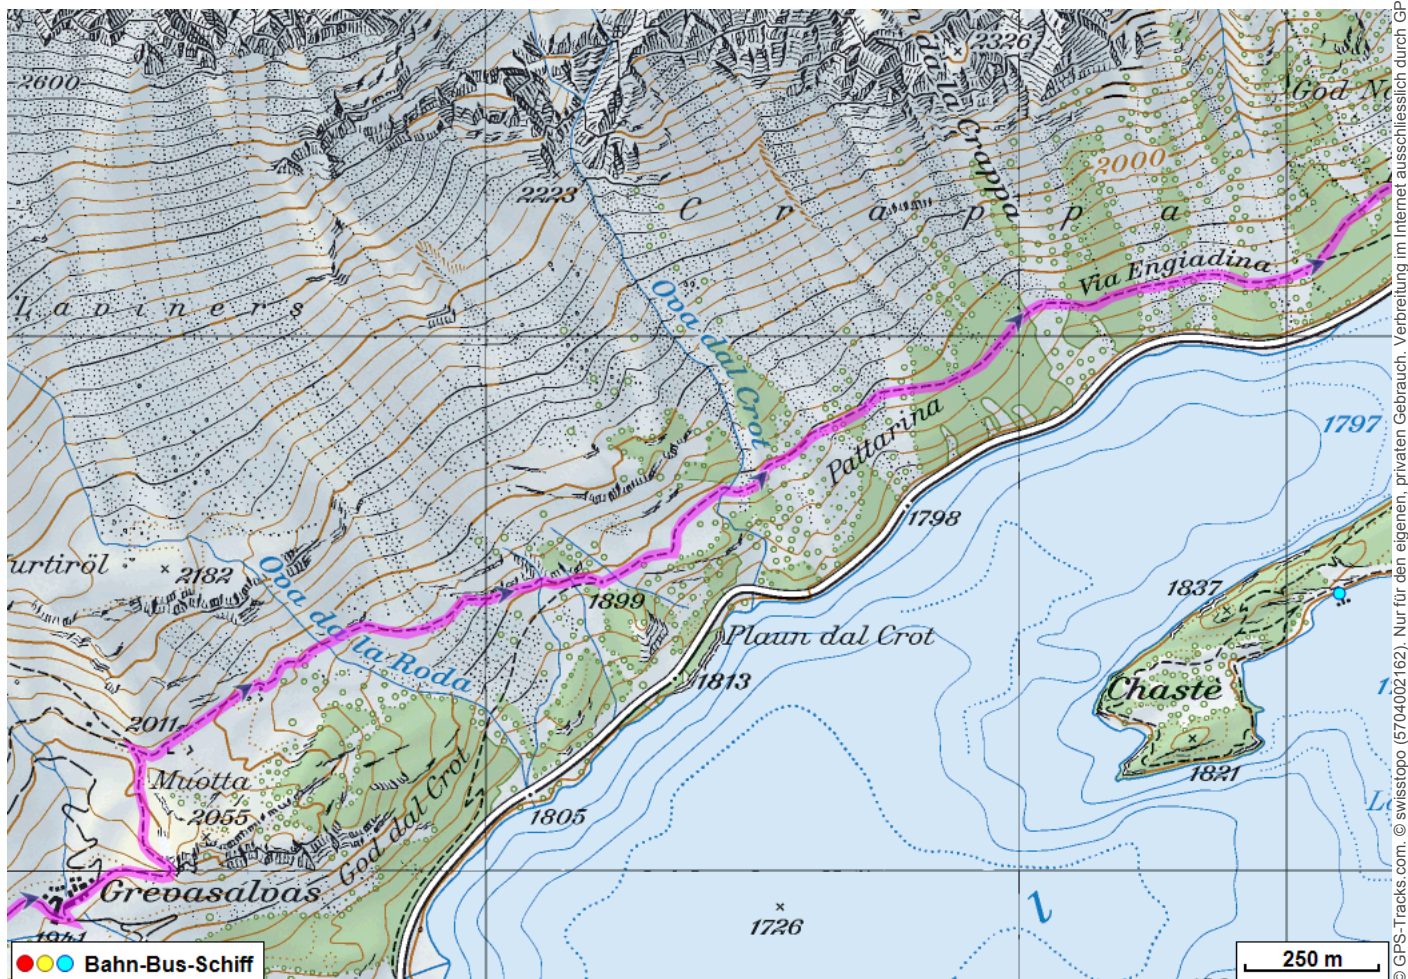 2326
2600
God
da la Crappa
2000
2223
C r a p p a
Via Engiadina
Ova dal Crot
L a v i n e r s
1797
Pattarina
1798
urtiröl
2182
Ova da la Roda
1899
1837
Plaun dal Crot
1813
Chastè
2011
1821
Muotta
2055
1805
God dal Crot
Grevasalvas
1726
l
1941
Bahn-Bus-Schiff
250 m
© GPS-Tracks.com. © swisstopo (5704002162). Nur für den eigenen, privaten Gebrauch. Verbreitung im Internet ausschliesslich durch GP